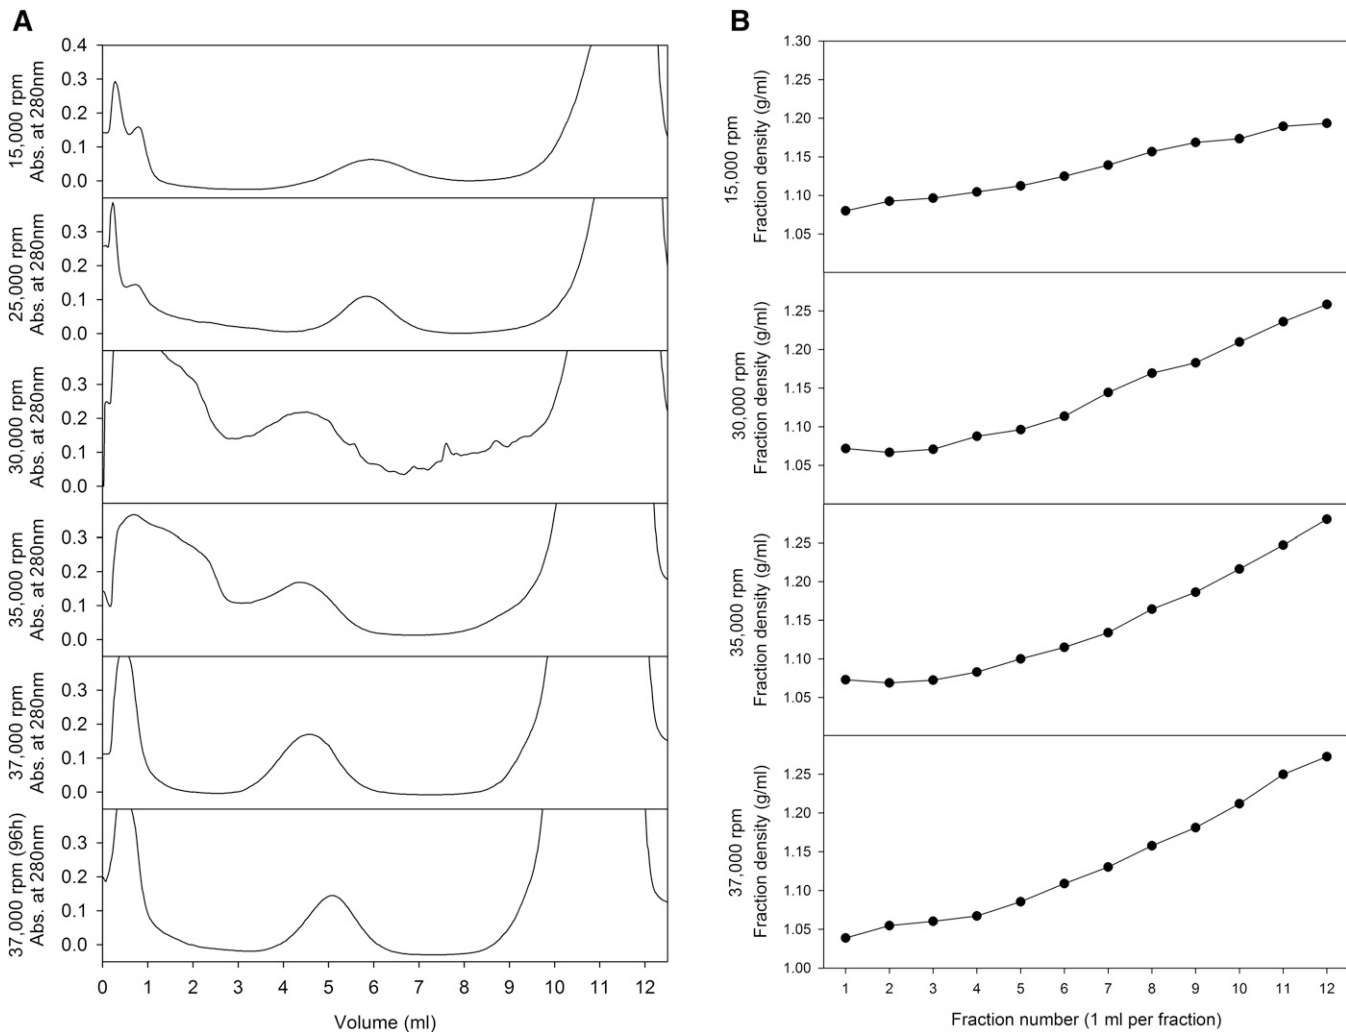 A
15,000 rpm
Abs. at 280nm
0.4
0.3
0.2
0.1
0.0
25,000 rpm
Abs. at 280nm
0.3
0.2
0.1
0.0
30,000 rpm
Abs. at 280nm
0.3
0.2
0.1
0.0
35,000 rpm
Abs. at 280nm
0.3
0.2
0.1
0.0
37,000 rpm
Abs. at 280nm
0.3
0.2
0.1
0.0
37,000 rpm (96h)
Abs. at 280nm
0.3
0.2
0.1
0.0
0 1 2 3 4 5 6 7 8 9 10 11 12
Volume (ml)
B
15,000 rpm
Fraction density (g/ml)
1.30
1.25
1.20
1.15
1.10
1.05
30,000 rpm
Fraction density (g/ml)
1.25
1.20
1.15
1.10
1.05
35,000 rpm
Fraction density (g/ml)
1.25
1.20
1.15
1.10
1.05
37,000 rpm
Fraction density (g/ml)
1.25
1.20
1.15
1.10
1.05
1.00
1 2 3 4 5 6 7 8 9 10 11 12
Fraction number (1 ml per fraction)